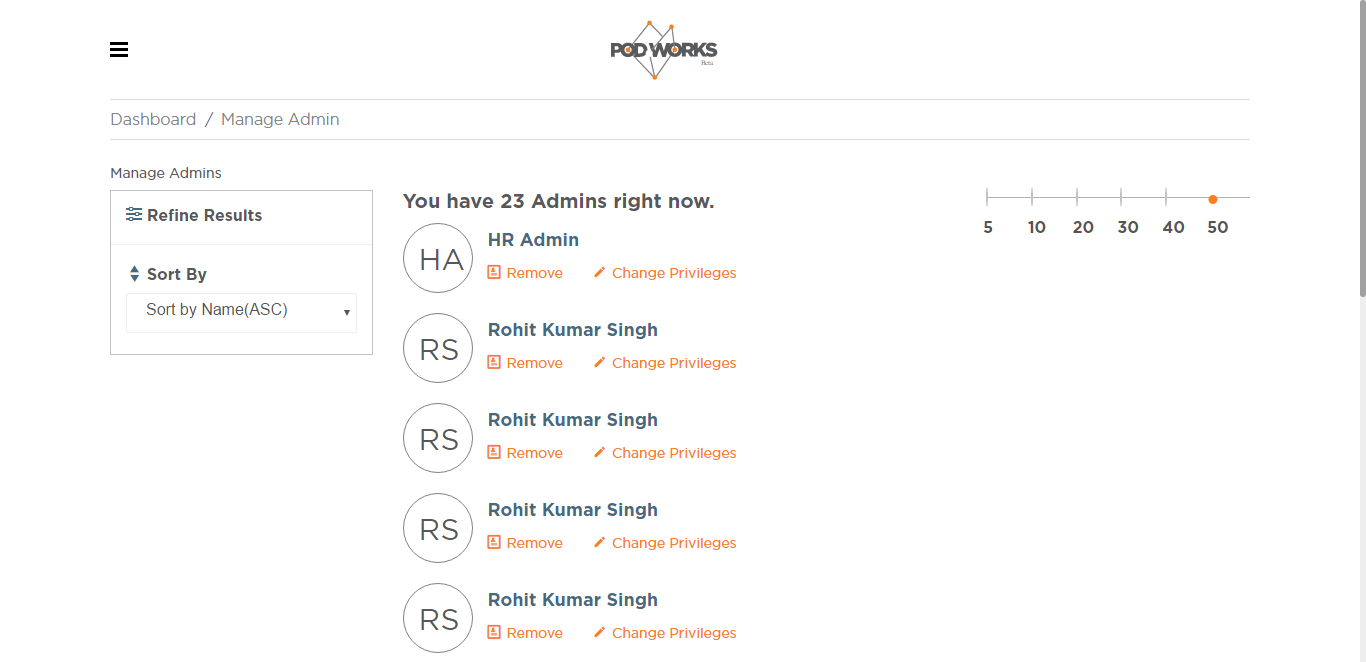 POD WORKS
Beta
Dashboard / Manage Admin
Manage Admins
Refine Results
Sort By
Sort by Name(ASC)
You have 23 Admins right now.
5 10 20 30 40 50
HA
HR Admin
Remove Change Privileges
RS
Rohit Kumar Singh
Remove Change Privileges
RS
Rohit Kumar Singh
Remove Change Privileges
RS
Rohit Kumar Singh
Remove Change Privileges
RS
Rohit Kumar Singh
Remove Change Privileges